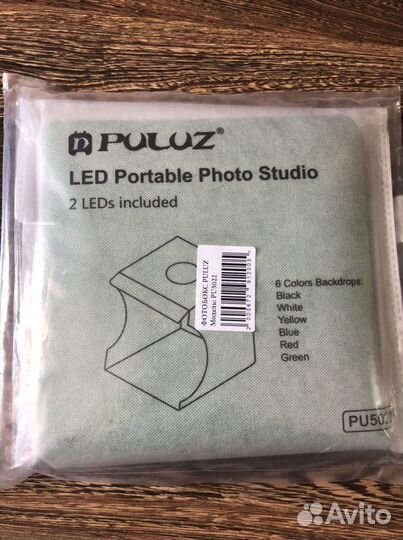 PULUZ®
LED Portable Photo Studio
2 LEDs included
ФОТОБОКС PULUZ
Модель: PU5022
6 Colors Backdrops:
Black
White
Yellow
Blue
Red
Green
Avito